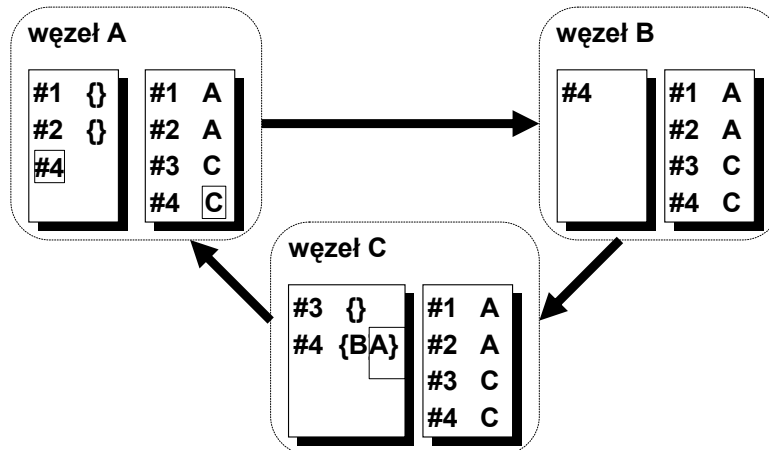 węzeł A
#1 {}
#2 {}
#4
#1 A
#2 A
#3 C
#4 C
węzeł B
#4
#1 A
#2 A
#3 C
#4 C
węzeł C
#3 {}
#4 {BA}
#1 A
#2 A
#3 C
#4 C